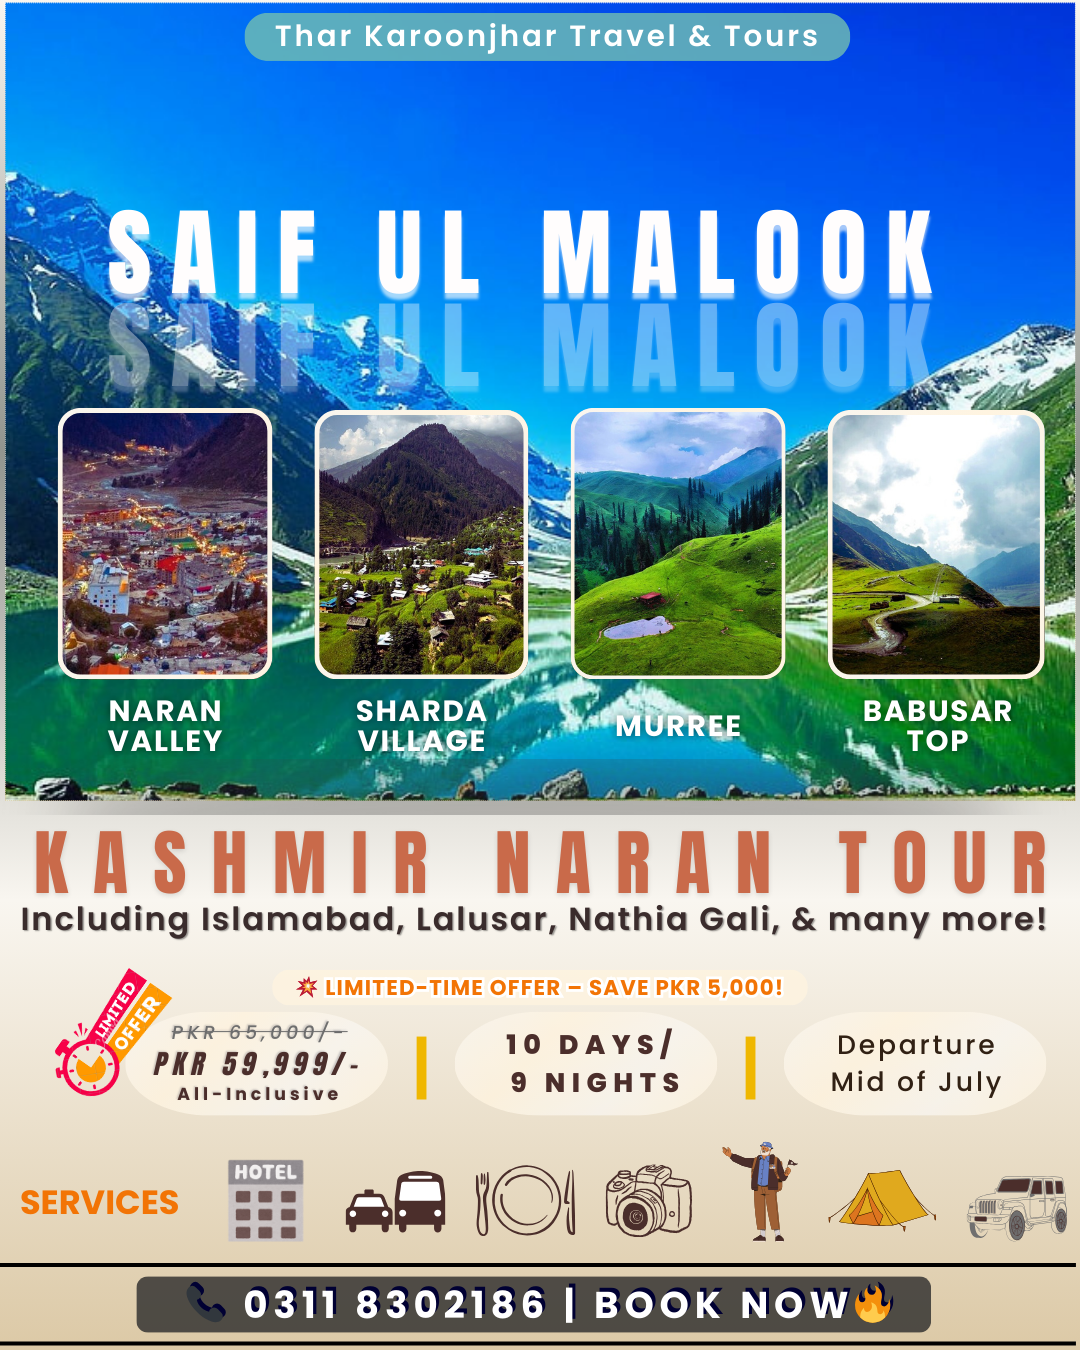 Thar Karoonjhar Travel & Tours
SAIF UL MALOOK
SAIF UL MALOOK
NARAN
VALLEY
SHARDA
VILLAGE
MURREE
BABUSAR
TOP
KASHMIR NARAN TOUR
Including Islamabad, Lalusar, Nathia Gali, & many more!
LIMITED
OFFER
💥 LIMITED-TIME OFFER – SAVE PKR 5,000!
PKR 65,000/-
PKR 59,999/-
All-Inclusive
10 DAYS/
9 NIGHTS
Departure
Mid of July
SERVICES
HOTEL
📞 0311 8302186 | BOOK NOW🔥